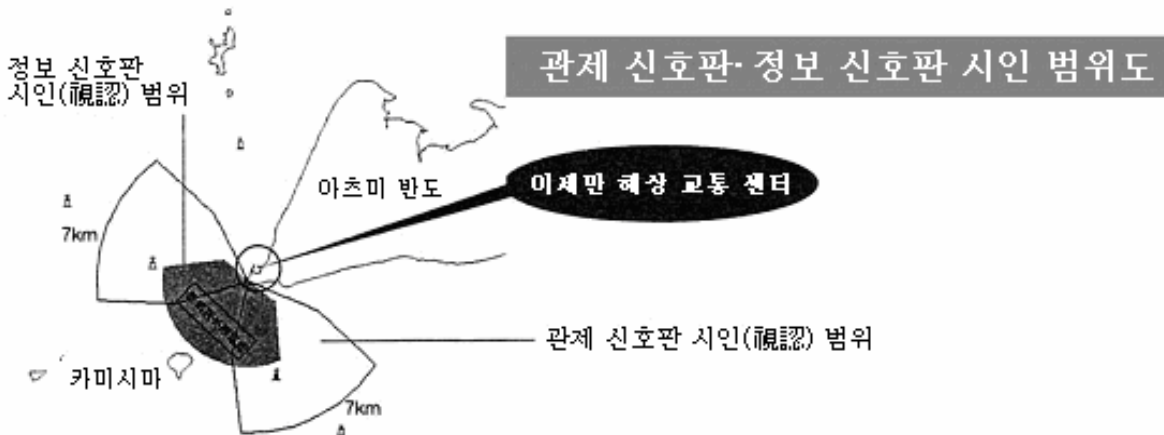 관제 신호판·정보 신호판 시인 범위도
정보 신호판
시인(視認) 범위
아츠미 반도
이제만 해상 교통 센터
7km
관제 신호판 시인(視認) 범위
카미시마
7km